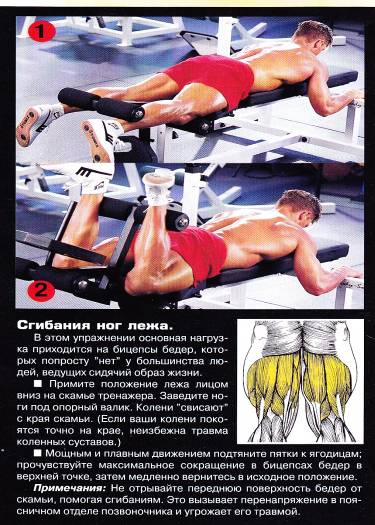 1
2
Сгибания ног лежа.
В этом упражнении основная нагруз-
ка приходится на бицепсы бедер, кото-
рых попросту "нет" у большинства лю-
дей, ведущих сидячий образ жизни.
■ Примите положение лежа лицом
вниз на скамье тренажера. Заведите но-
ги под опорный валик. Колени "свисают"
с края скамьи. (Если ваши колени поко-
ятся точно на крае, неизбежна травма
коленных суставов.)
■ Мощным и плавным движением подтяните пятки к ягодицам;
прочувствуйте максимальное сокращение в бицепсах бедер в
верхней точке, затем медленно вернитесь в исходное положение.
Примечания: Не отрывайте переднюю поверхность бедер от
скамьи, помогая сгибаниям. Это вызывает перенапряжение в поя-
сничном отделе позвоночника и угрожает его травмой.